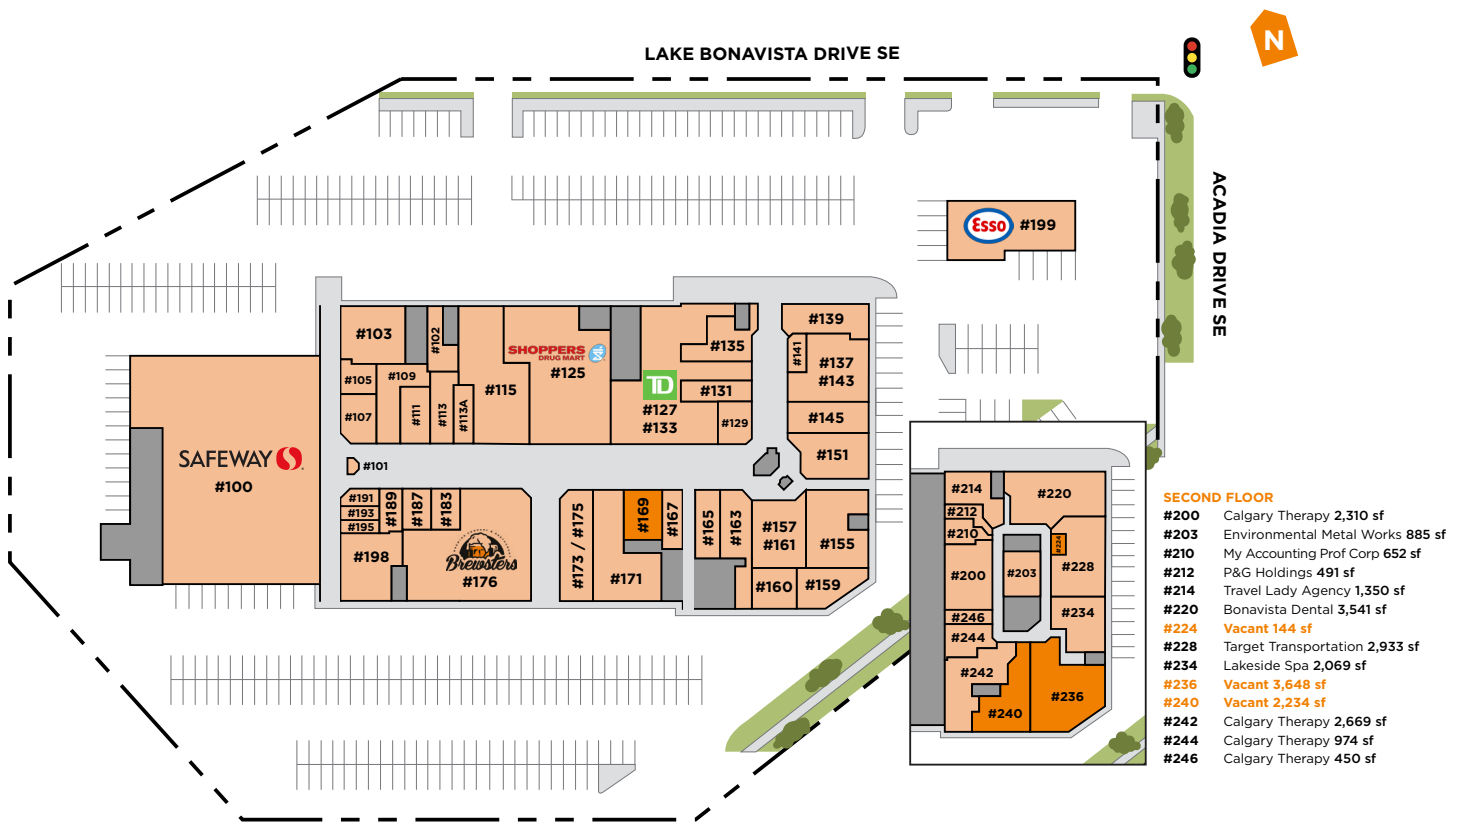 LAKE BONAVISTA DRIVE SE
N
ACADIA DRIVE SE
Esso #199
#103
#102
#105
#109
#107
#111
#113
#113A
#115
SHOPPERS
DRUG MART
#125
TD
#127
#133
#135
#131
#129
#139
#141
#137
#143
#145
#151
SAFEWAY
#100
#101
#191
#193
#195
#189
#187
#183
#198
Brewsters
#176
#173 / #175
#169
#167
#171
#165
#163
#157
#161
#155
#160
#159
#214
#220
#212
#210
#224
#228
#200
#203
#246
#234
#244
#242
#236
#240
SECOND FLOOR
#200 Calgary Therapy 2,310 sf
#203 Environmental Metal Works 885 sf
#210 My Accounting Prof Corp 652 sf
#212 P&G Holdings 491 sf
#214 Travel Lady Agency 1,350 sf
#220 Bonavista Dental 3,541 sf
#224 Vacant 144 sf
#228 Target Transportation 2,933 sf
#234 Lakeside Spa 2,069 sf
#236 Vacant 3,648 sf
#240 Vacant 2,234 sf
#242 Calgary Therapy 2,669 sf
#244 Calgary Therapy 974 sf
#246 Calgary Therapy 450 sf